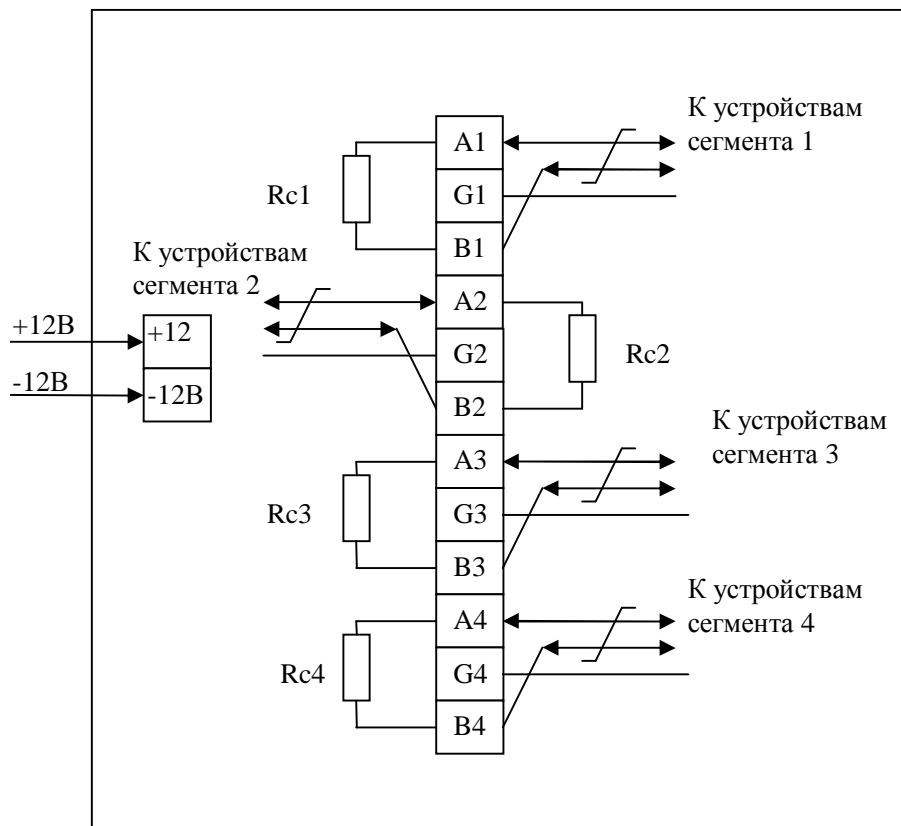 К устройствам
сегмента 1
A1
G1
Rc1
B1
К устройствам
сегмента 2
A2
+12В
+12
G2
Rc2
-12В
-12В
B2
К устройствам
сегмента 3
A3
Rc3
G3
B3
К устройствам
сегмента 4
A4
Rc4
G4
B4